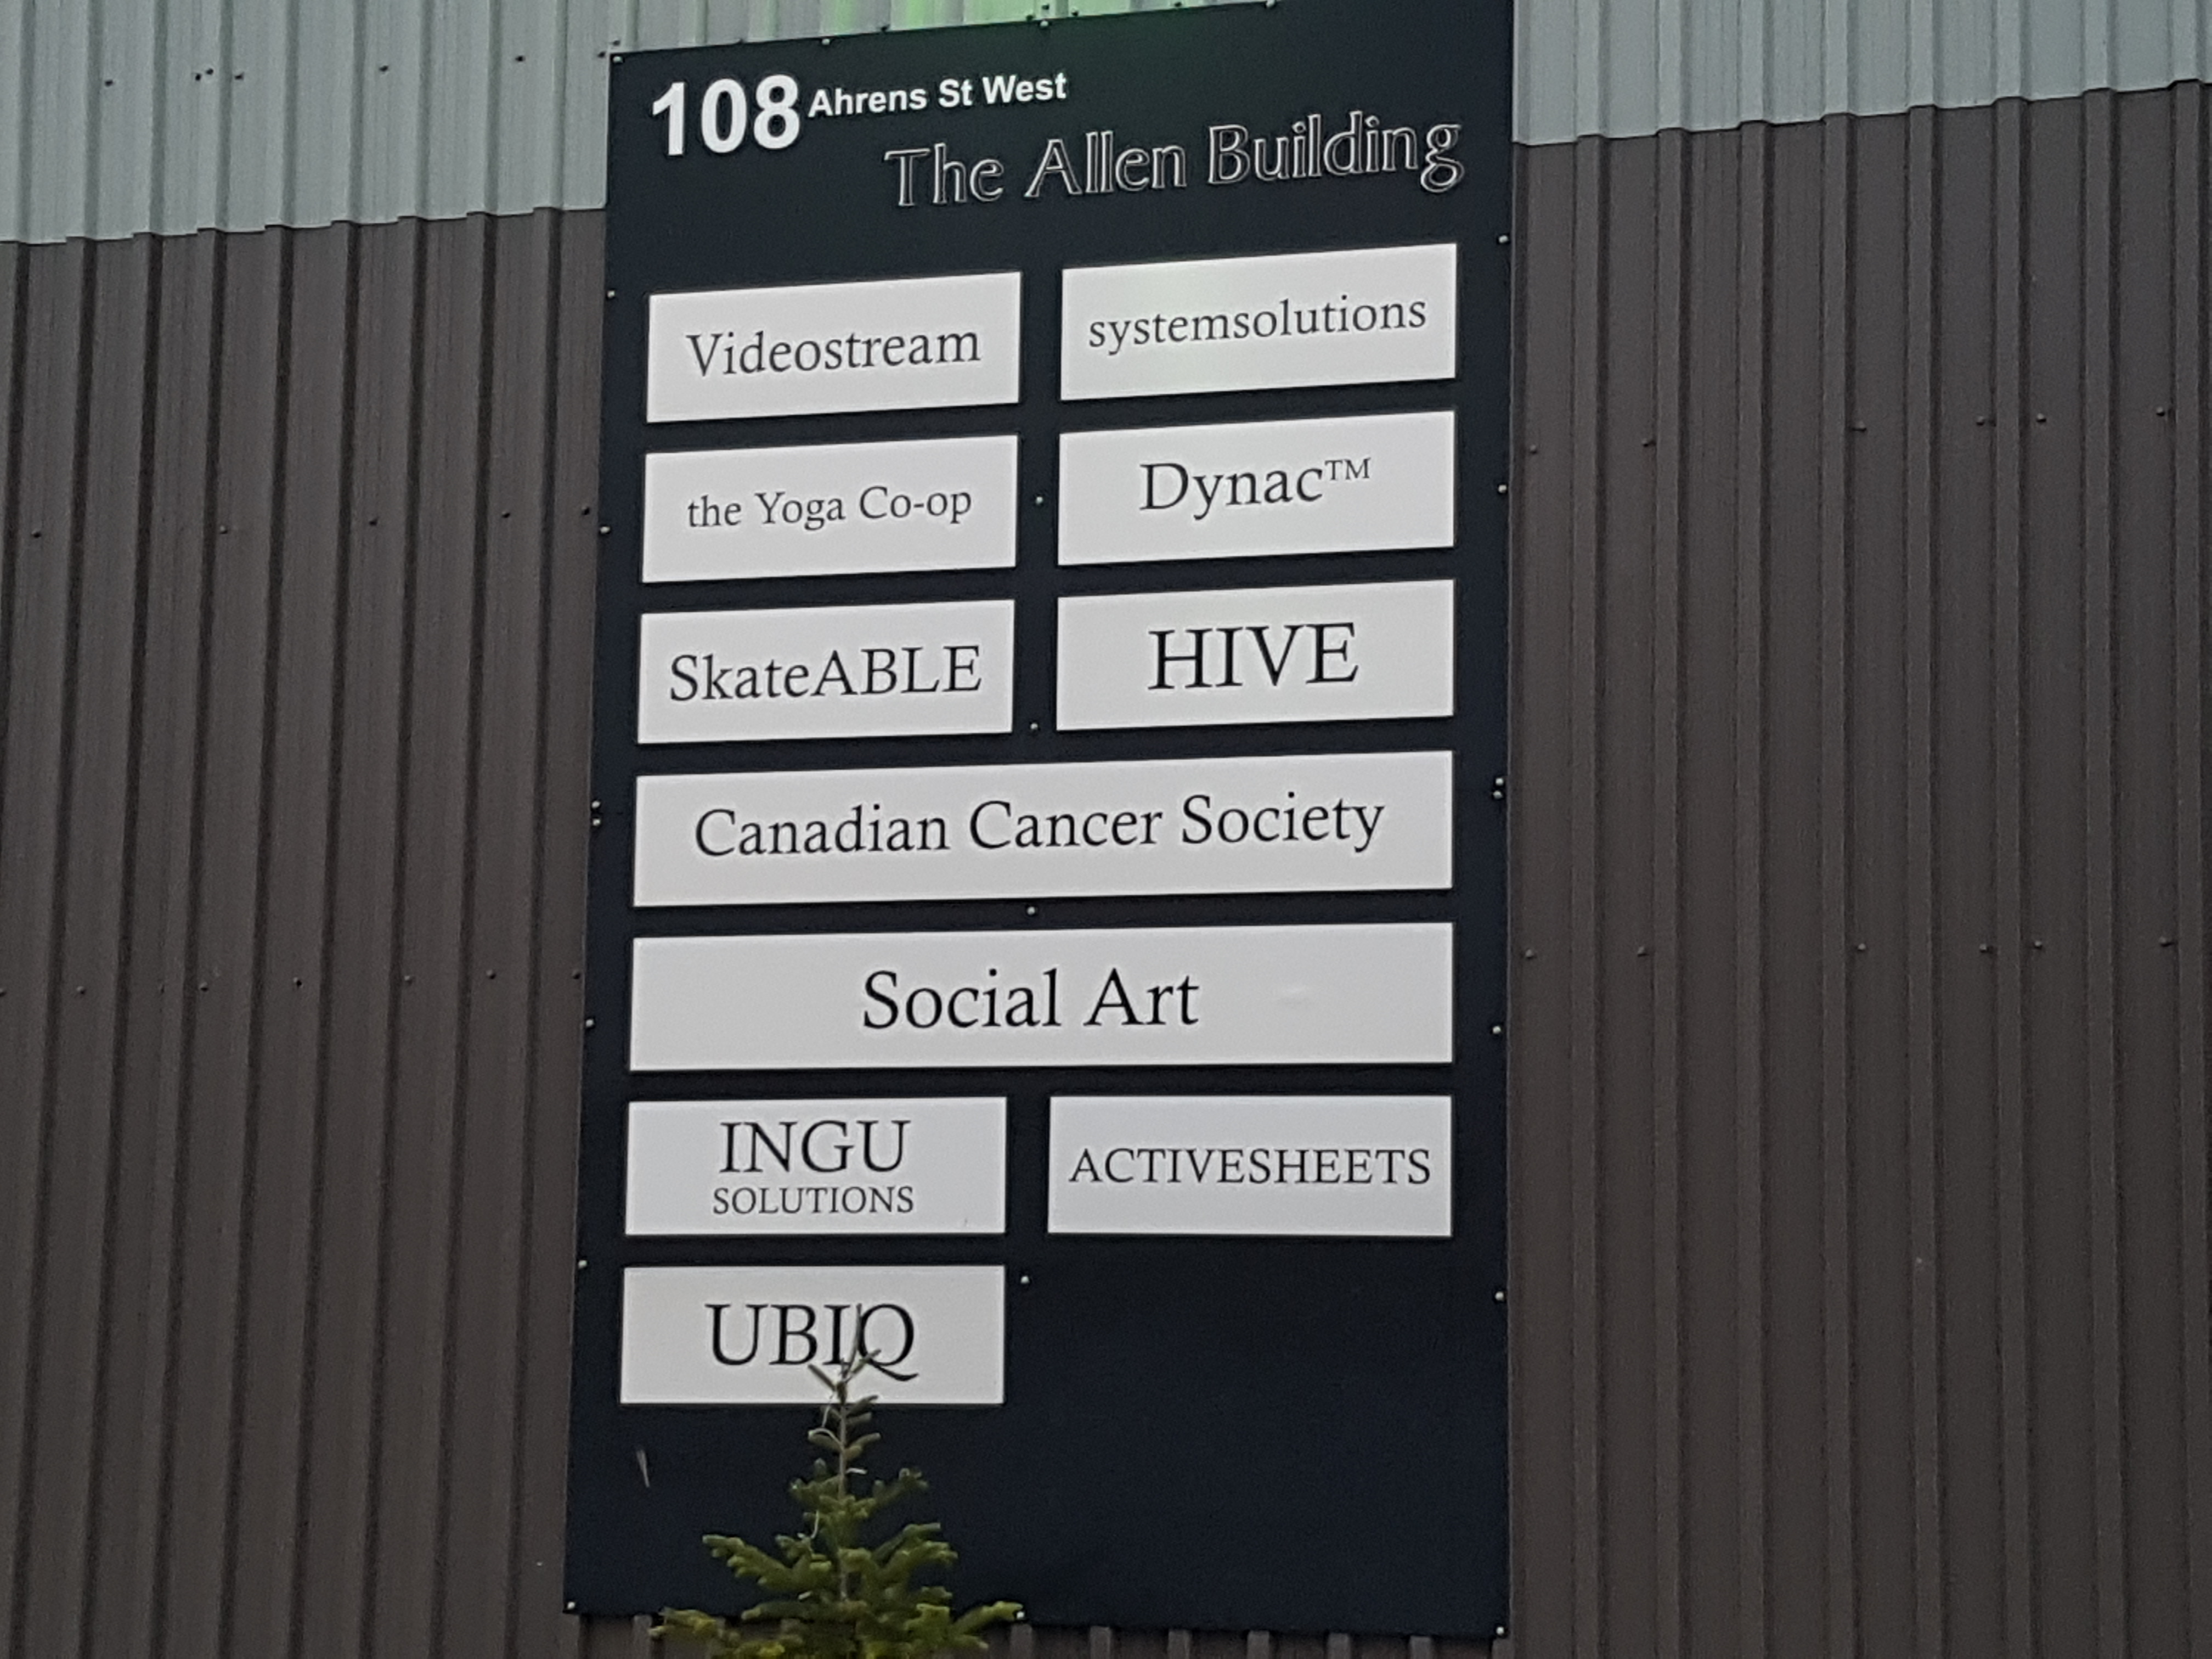 108 Ahrens St West
The Allen Building
Videostream
systemsolutions
the Yoga Co-op
Dynac™
SkateABLE
HIVE
Canadian Cancer Society
Social Art
INGU
SOLUTIONS
ACTIVESHEETS
UBIQ